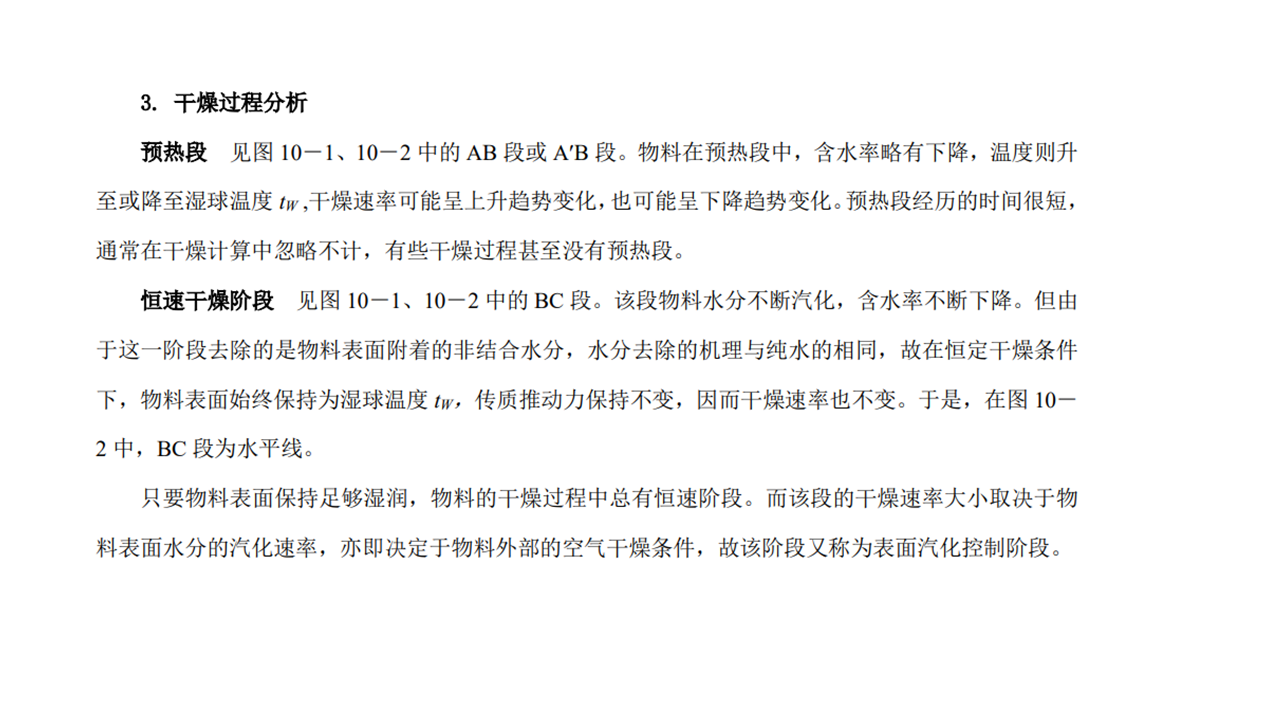 3. 干燥过程分析
预热段 见图 10－1、10－2 中的 AB 段或 A′B 段。物料在预热段中，含水率略有下降，温度则升
至或降至湿球温度 tW ,干燥速率可能呈上升趋势变化，也可能呈下降趋势变化。预热段经历的时间很短，
通常在干燥计算中忽略不计，有些干燥过程甚至没有预热段。
恒速干燥阶段 见图 10－1、10－2 中的 BC 段。该段物料水分不断汽化，含水率不断下降。但由
于这一阶段去除的是物料表面附着的非结合水分，水分去除的机理与纯水的相同，故在恒定干燥条件
下，物料表面始终保持为湿球温度 tW，传质推动力保持不变，因而干燥速率也不变。于是，在图 10－
2 中，BC 段为水平线。
只要物料表面保持足够湿润，物料的干燥过程中总有恒速阶段。而该段的干燥速率大小取决于物
料表面水分的汽化速率，亦即决定于物料外部的空气干燥条件，故该阶段又称为表面汽化控制阶段。